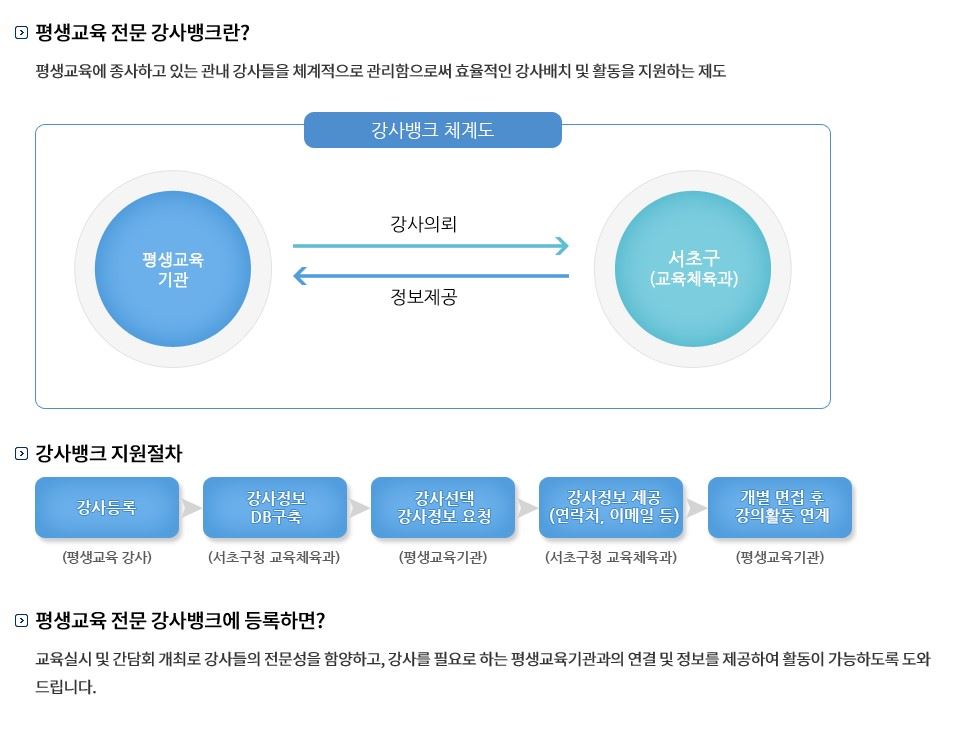 평생교육 전문 강사뱅크란?
평생교육에 종사하고 있는 관내 강사들을 체계적으로 관리함으로써 효율적인 강사배치 및 활동을 지원하는 제도
강사뱅크 체계도
평생교육
기관
강사의뢰
정보제공
서초구
(교육체육과)
강사뱅크 지원절차
강사등록
(평생교육 강사)
강사정보
DB구축
(서초구청 교육체육과)
강사선택
강사정보 요청
(평생교육기관)
강사정보 제공
(연락처, 이메일 등)
(서초구청 교육체육과)
개별 면접 후
강의활동 연계
(평생교육기관)
평생교육 전문 강사뱅크에 등록하면?
교육실시 및 간담회 개최로 강사들의 전문성을 함양하고, 강사를 필요로 하는 평생교육기관과의 연결 및 정보를 제공하여 활동이 가능하도록 도와
드립니다.